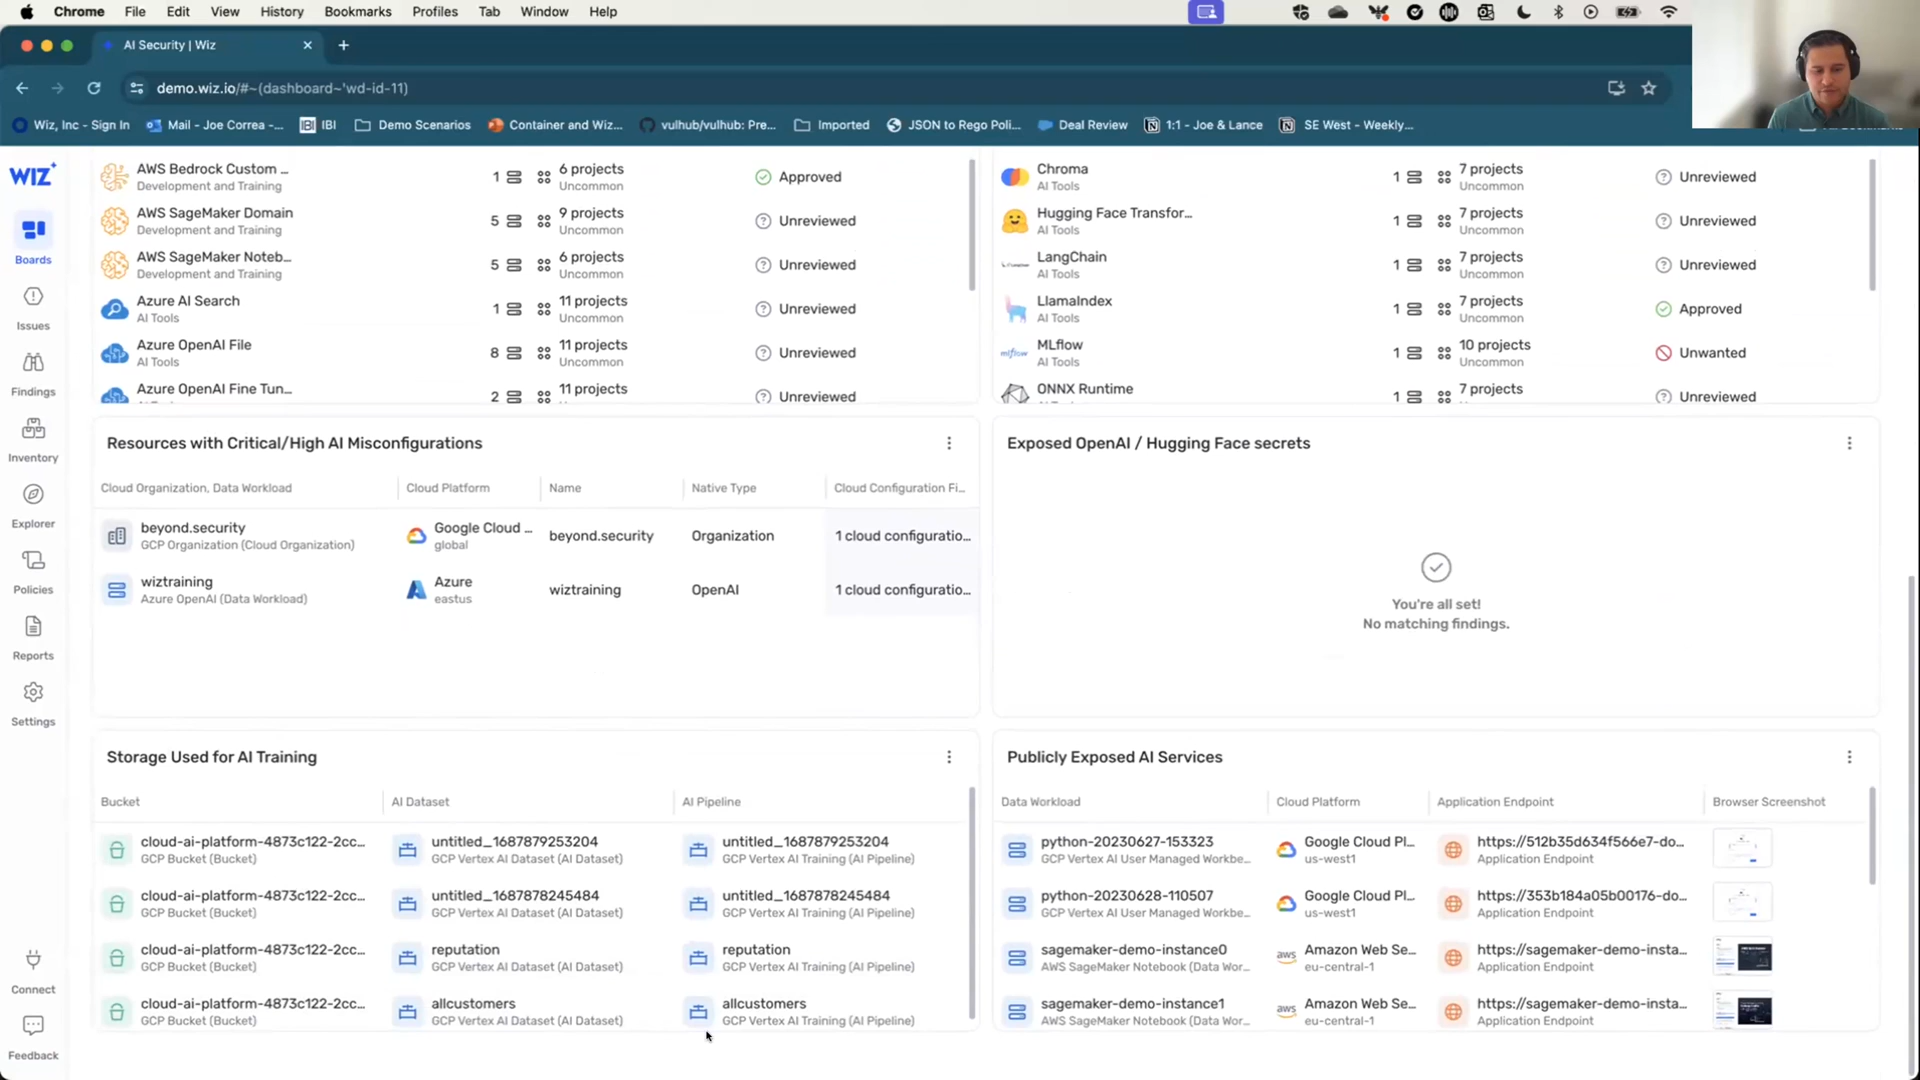 Chrome File Edit View History Bookmarks Profiles Tab Window Help
AI Security | Wiz
demo.wiz.io/#~(dashboard~'wd-id-11)
Wiz, Inc - Sign In Mail - Joe Correa -... IBI Demo Scenarios Container and Wiz... vulhub/vulhub: Pre... Imported JSON to Rego Poli... Deal Review 1:1 - Joe & Lance SE West - Weekly...
WIZ
Boards
Issues
Findings
Inventory
Explorer
Policies
Reports
Settings
Connect
Feedback
AWS Bedrock Custom ... 1 6 projects Approved
Development and Training Uncommon
AWS SageMaker Domain 5 9 projects Unreviewed
Development and Training Uncommon
AWS SageMaker Noteb... 5 6 projects Unreviewed
Development and Training Uncommon
Azure AI Search 1 11 projects Unreviewed
AI Tools Uncommon
Azure OpenAI File 8 11 projects Unreviewed
AI Tools Uncommon
Azure OpenAI Fine Tun... 2 11 projects Unreviewed
Chroma 1 7 projects Unreviewed
AI Tools Uncommon
Hugging Face Transfor... 1 7 projects Unreviewed
AI Tools Uncommon
LangChain 1 7 projects Unreviewed
AI Tools Uncommon
LlamaIndex 1 7 projects Approved
AI Tools Uncommon
mlflow MLflow 1 10 projects Unwanted
AI Tools Uncommon
ONNX Runtime 1 7 projects Unreviewed
Resources with Critical/High AI Misconfigurations
Cloud Organization, Data Workload Cloud Platform Name Native Type Cloud Configuration Fi...
beyond.security Google Cloud ... beyond.security Organization 1 cloud configuratio...
GCP Organization (Cloud Organization) global
wiztraining Azure wiztraining OpenAI 1 cloud configuratio...
Azure OpenAI (Data Workload) eastus
Exposed OpenAI / Hugging Face secrets
You're all set!
No matching findings.
Storage Used for AI Training
Bucket AI Dataset AI Pipeline
cloud-ai-platform-4873c122-2cc... untitled_1687879253204 untitled_1687879253204
GCP Bucket (Bucket) GCP Vertex AI Dataset (AI Dataset) GCP Vertex AI Training (AI Pipeline)
cloud-ai-platform-4873c122-2cc... untitled_1687878245484 untitled_1687878245484
GCP Bucket (Bucket) GCP Vertex AI Dataset (AI Dataset) GCP Vertex AI Training (AI Pipeline)
cloud-ai-platform-4873c122-2cc... reputation reputation
GCP Bucket (Bucket) GCP Vertex AI Dataset (AI Dataset) GCP Vertex AI Training (AI Pipeline)
cloud-ai-platform-4873c122-2cc... allcustomers allcustomers
GCP Bucket (Bucket) GCP Vertex AI Dataset (AI Dataset) GCP Vertex AI Training (AI Pipeline)
Publicly Exposed AI Services
Data Workload Cloud Platform Application Endpoint Browser Screenshot
python-20230627-153323 Google Cloud Pl... https://512b35d634f566e7-do...
GCP Vertex AI User Managed Workbe... us-west1 Application Endpoint
python-20230628-110507 Google Cloud Pl... https://353b184a05b00176-do...
GCP Vertex AI User Managed Workbe... us-west1 Application Endpoint
sagemaker-demo-instance0 aws Amazon Web Se... https://sagemaker-demo-insta...
AWS SageMaker Notebook (Data Wor... eu-central-1 Application Endpoint
sagemaker-demo-instance1 aws Amazon Web Se... https://sagemaker-demo-insta...
AWS SageMaker Notebook (Data Wor... eu-central-1 Application Endpoint